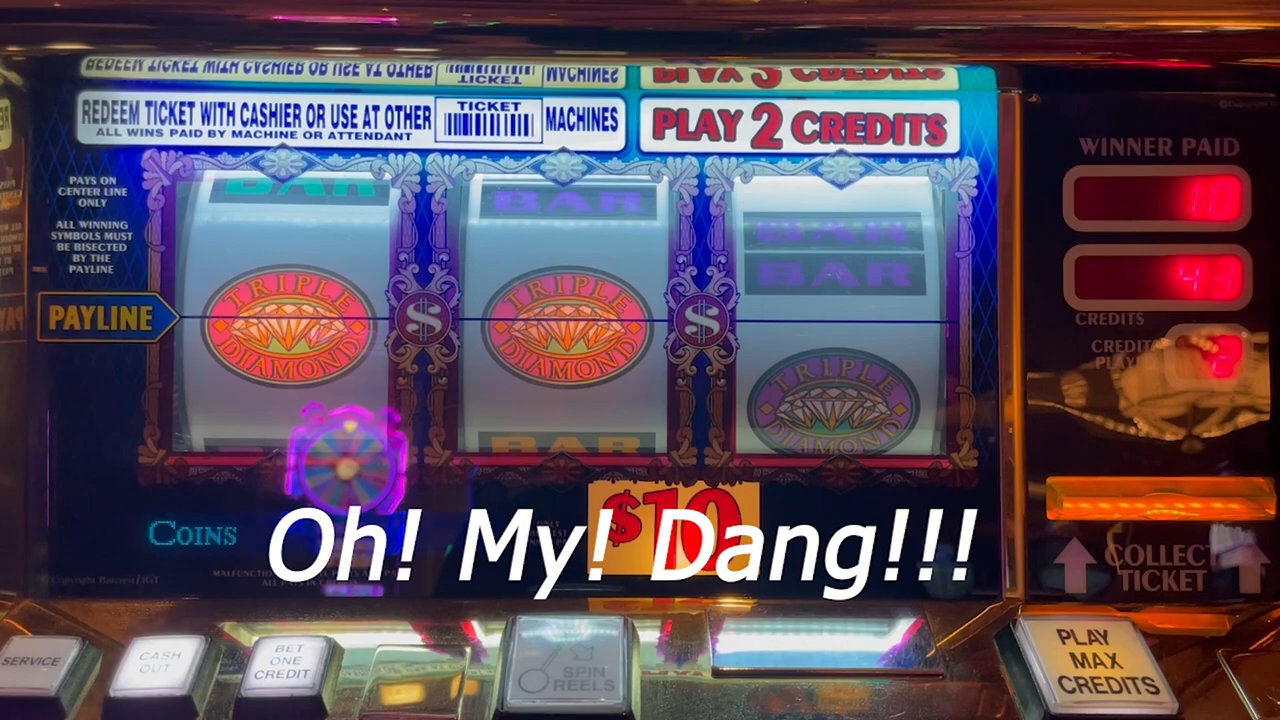 REDEEM TICKET WITH CASHIER OR USE AT OTHER
ALL WINS PAID BY MACHINE OR ATTENDANT
TICKET
MACHINES
PLAY 2 CREDITS
WINNER PAID
10
PAYS ON
CENTER LINE
ONLY
ALL WINNING
SYMBOLS MUST
BE BISECTED
BY THE
PAYLINE
PAYLINE
BAR
BAR
BAR
BAR
TRIPLE
DIAMOND
TRIPLE
DIAMOND
TRIPLE
DIAMOND
BAR
$
$
CREDITS
COINS
$10
Oh! My! Dang!!!
COLLECT
TICKET
SERVICE
CASH
OUT
BET
ONE
CREDIT
SPIN
REELS
PLAY
MAX
CREDITS